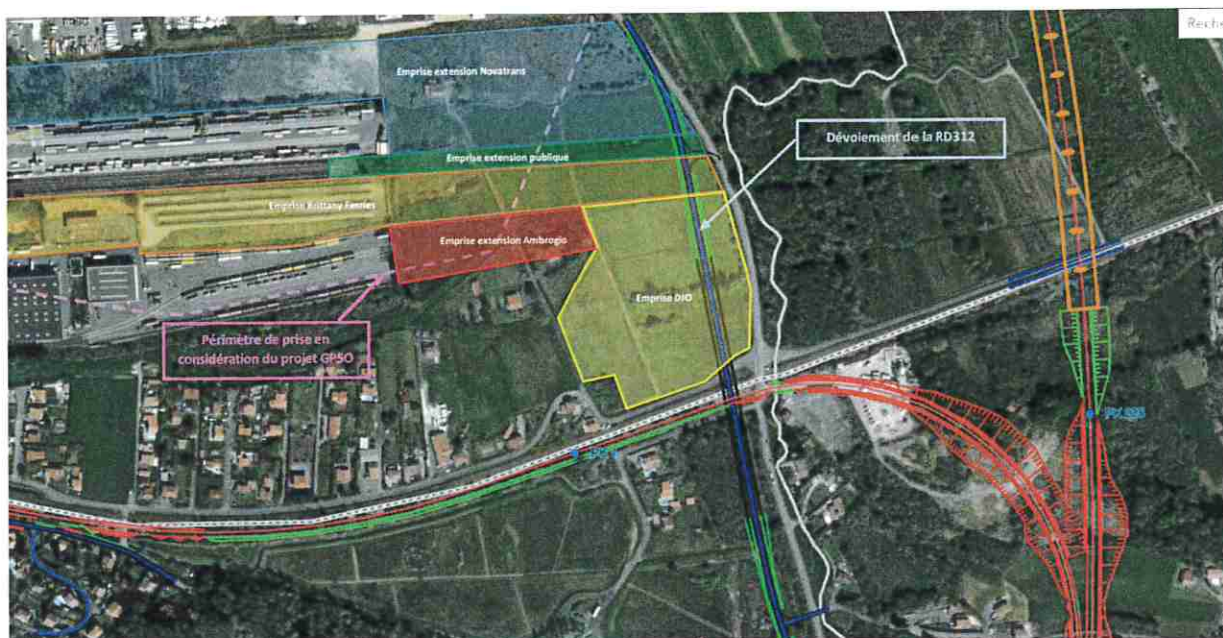 Reche
Emprise extension Novatrans
Dévoiement de la RD312
Emprise extension publique
Emprise Brittany Ferries
Emprise extension Ambrogio
Emprise DIO
Périmètre de prise en
considération du projet GPSO